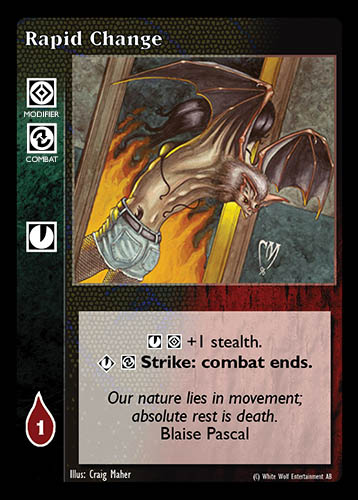 Rapid Change
MODIFIER
COMBAT
+1 stealth.
Strike: combat ends.
Our nature lies in movement;
absolute rest is death.
Blaise Pascal
1
Illus: Craig Maher
(C) White Wolf Entertainment AB